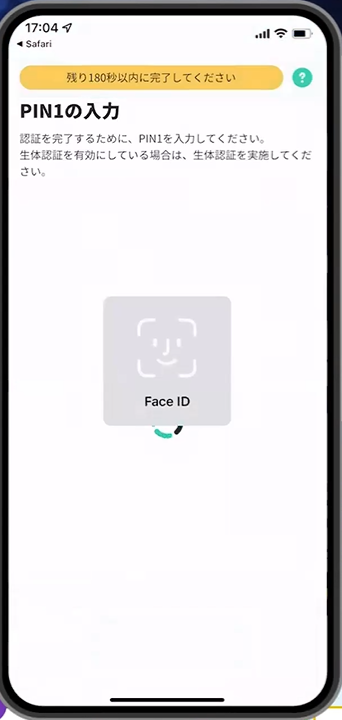 17:04
◀ Safari
残り180秒以内に完了してください
?
PIN1の入力
認証を完了するために、PIN1を入力してください。
生体認証を有効にしている場合は、生体認証を実施してくだ
さい。
Face ID